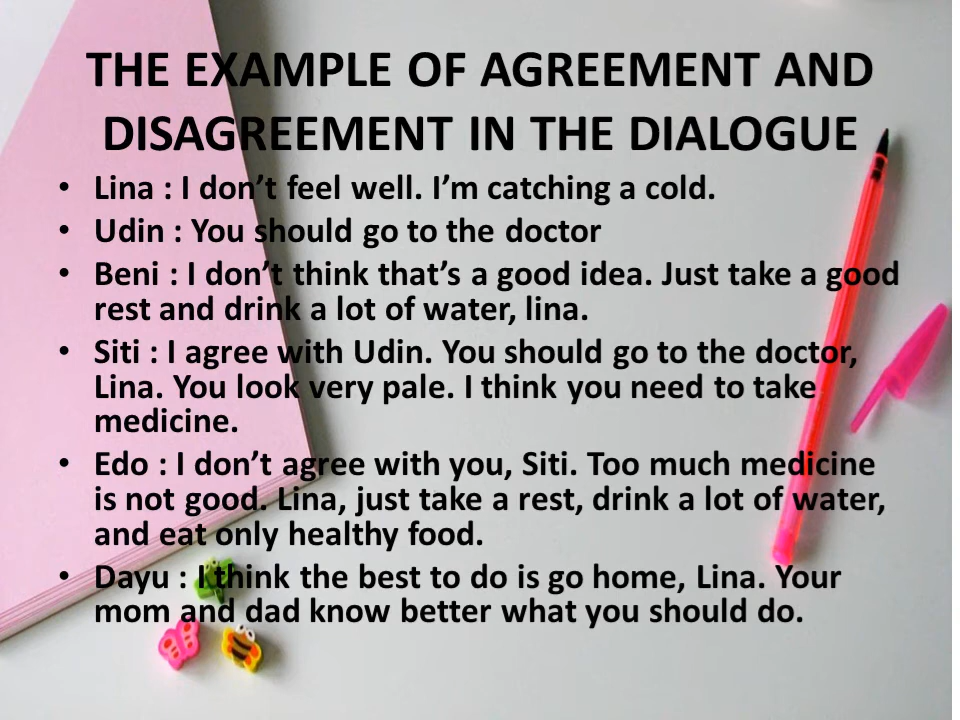 THE EXAMPLE OF AGREEMENT AND
DISAGREEMENT IN THE DIALOGUE
• Lina : I don’t feel well. I’m catching a cold.
• Udin : You should go to the doctor
• Beni : I don’t think that’s a good idea. Just take a good
rest and drink a lot of water, lina.
• Siti : I agree with Udin. You should go to the doctor,
Lina. You look very pale. I think you need to take
medicine.
• Edo : I don’t agree with you, Siti. Too much medicine
is not good. Lina, just take a rest, drink a lot of water,
and eat only healthy food.
• Dayu : I think the best to do is go home, Lina. Your
mom and dad know better what you should do.